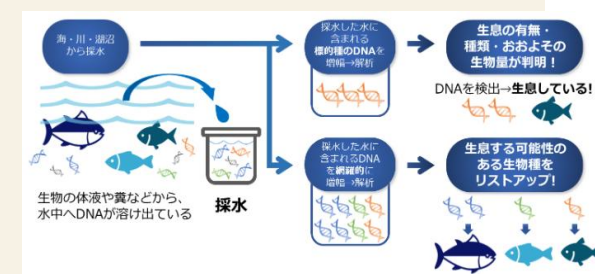 海・川・湖沼
から採水
生物の体液や糞などから、
水中へDNAが溶け出ている
採水
採水した水に
含まれる
標的種のDNAを
増幅→解析
生息の有無・
種類・おおよその
生物量が判明！
DNAを検出→生息している!
採水した水に
含まれるDNA
を網羅的に
増幅→解析
生息する可能性の
ある生物種を
リストアップ!